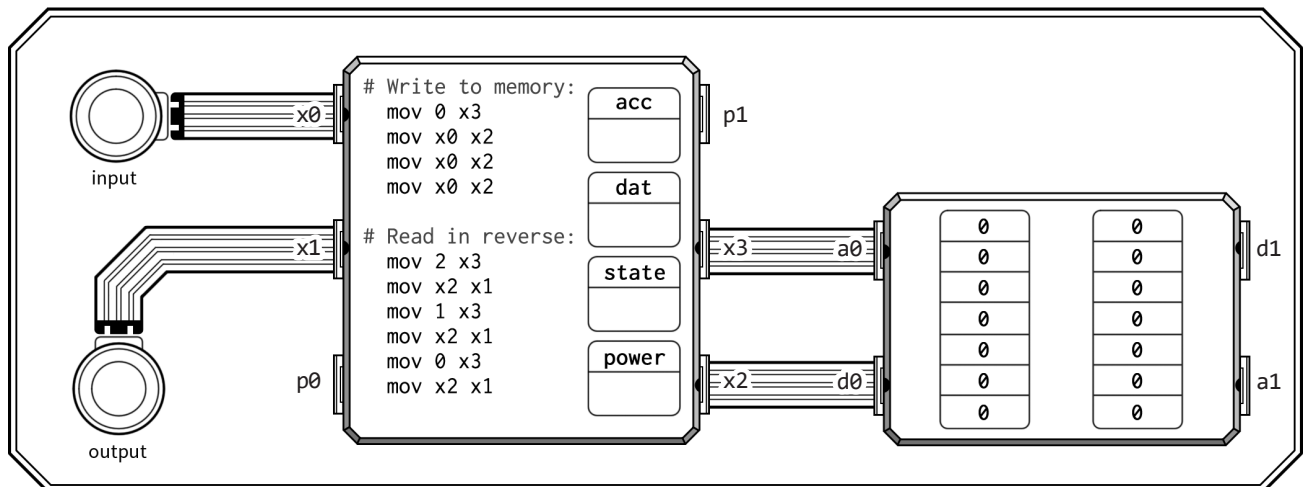 input
output
x0
x1
p0
# Write to memory:
mov 0 x3
mov x0 x2
mov x0 x2
mov x0 x2
# Read in reverse:
mov 2 x3
mov x2 x1
mov 1 x3
mov x2 x1
mov 0 x3
mov x2 x1
acc
dat
state
power
p1
x3
x2
a0
d0
0
0
0
0
0
0
0
0
0
0
0
0
0
0
d1
a1